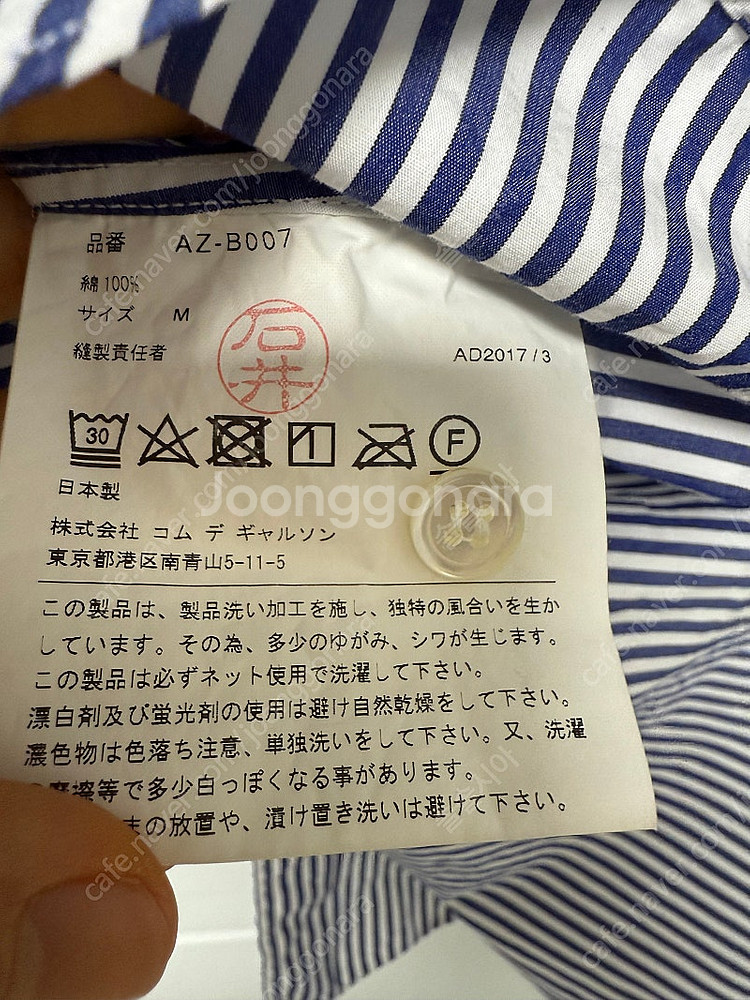 品番 AZ-B007
綿100%
サイズ M
縫製責任者
石井
AD2017/3
30
F
日本製
Joonggonara
株式会社 コム デ ギャルソン
東京都港区南青山5-11-5
この製品は、製品洗い加工を施し、独特の風合いを生か
しています。その為、多少のゆがみ、シワが生じます。
この製品は必ずネット使用で洗濯して下さい。
漂白剤及び蛍光剤の使用は避け自然乾燥をして下さい。
濃色物は色落ち注意、単独洗いをして下さい。又、洗濯
摩擦等で多少白っぽくなる事があります。
まの放置や、漬け置き洗いは避けて下さい。
cafe.naver.com/joonggonara